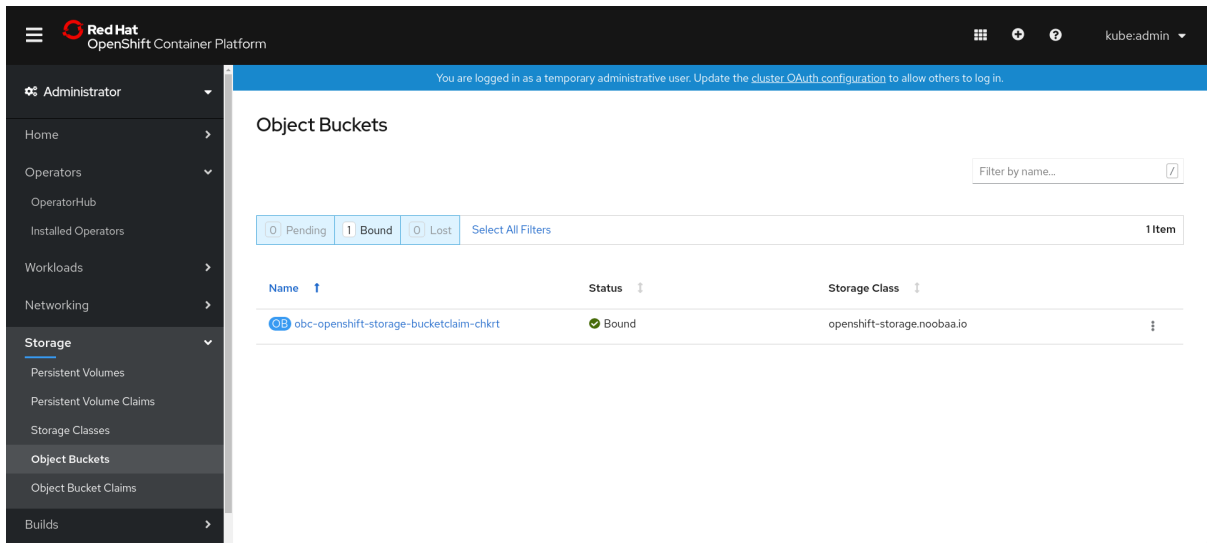 Red Hat
OpenShift Container Platform
kube:admin
Administrator
You are logged in as a temporary administrative user. Update the cluster OAuth configuration to allow others to log in.
Home
Operators
OperatorHub
Installed Operators
Workloads
Networking
Storage
Persistent Volumes
Persistent Volume Claims
Storage Classes
Object Buckets
Object Bucket Claims
Builds
Object Buckets
Filter by name... /
0 Pending 1 Bound 0 Lost Select All Filters 1 Item
Name Status Storage Class
OB obc-openshift-storage-bucketclaim-chkrt Bound openshift-storage.noobaa.io